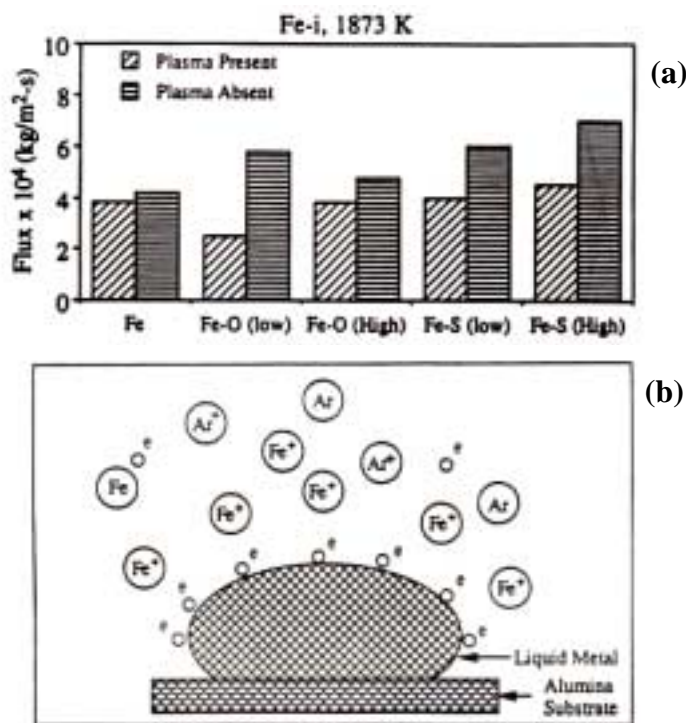 Fe-i, 1873 K
(a)
10
8
6
4
2
0
Flux x 10⁴ (kg/m²-s)
Plasma Present
Plasma Absent
Fe
Fe-O (low)
Fe-O (High)
Fe-S (low)
Fe-S (High)
(b)
Ar
Ar⁺
e
Fe⁺
Ar⁺
e
Fe
Fe⁺
Ar
Fe⁺
Fe⁺
e
e
e
Fe⁺
e
Fe⁺
e
e
e
Liquid Metal
Alumina
Substrate